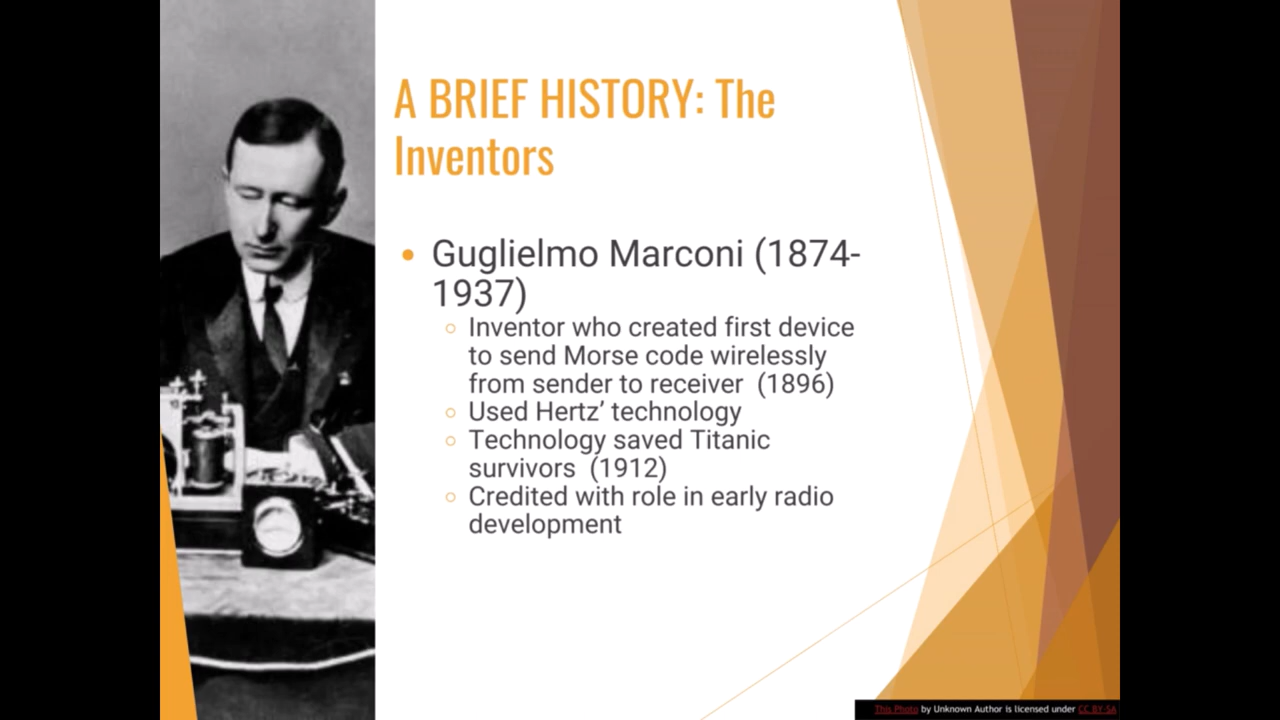 A BRIEF HISTORY: The
Inventors
• Guglielmo Marconi (1874-
1937)
○ Inventor who created first device
to send Morse code wirelessly
from sender to receiver (1896)
○ Used Hertz’ technology
○ Technology saved Titanic
survivors (1912)
○ Credited with role in early radio
development
This Photo by Unknown Author is licensed under CC BY-SA